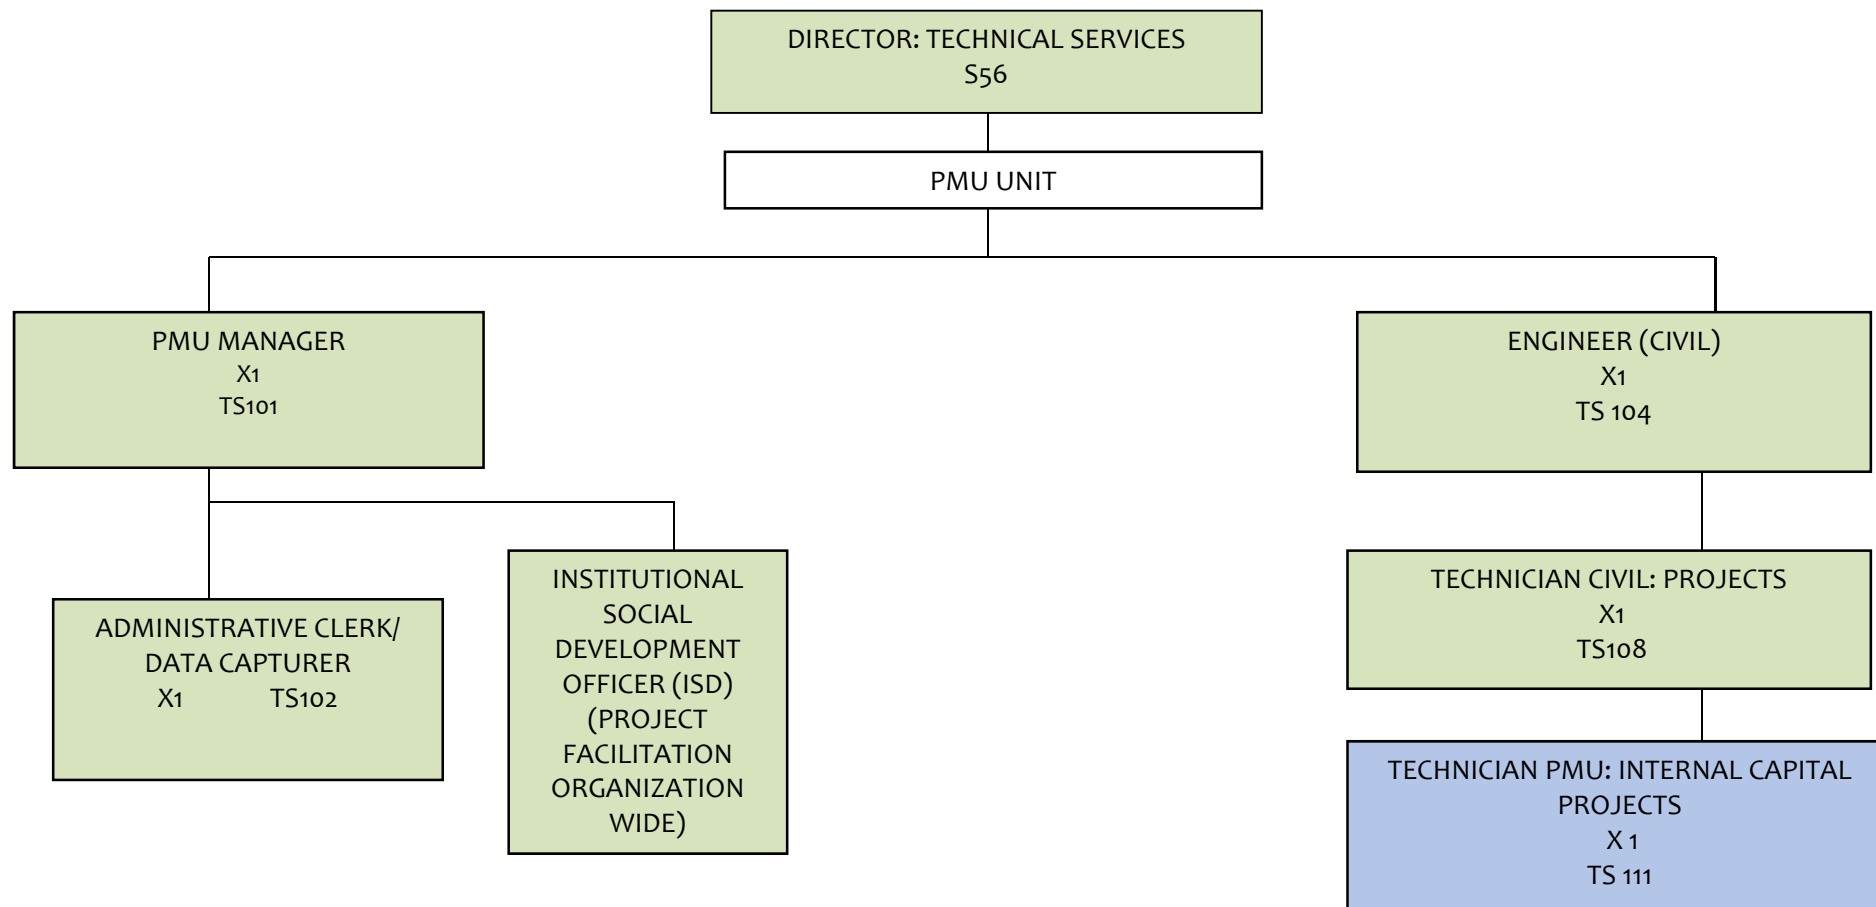 DIRECTOR: TECHNICAL SERVICES
S56
PMU UNIT
PMU MANAGER
X1
TS101
ENGINEER (CIVIL)
X1
TS 104
ADMINISTRATIVE CLERK/
DATA CAPTURER
X1 TS102
INSTITUTIONAL
SOCIAL
DEVELOPMENT
OFFICER (ISD)
(PROJECT
FACILITATION
ORGANIZATION
WIDE)
TECHNICIAN CIVIL: PROJECTS
X1
TS108
TECHNICIAN PMU: INTERNAL CAPITAL
PROJECTS
X 1
TS 111